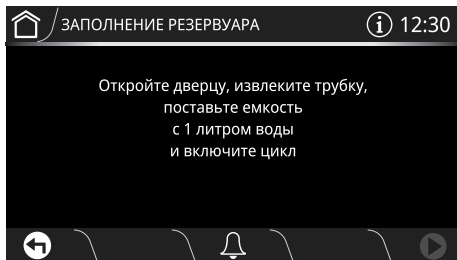 ЗАПОЛНЕНИЕ РЕЗЕРВУАРА
12:30
Откройте дверцу, извлеките трубку,
поставьте емкость
с 1 литром воды
и включите цикл